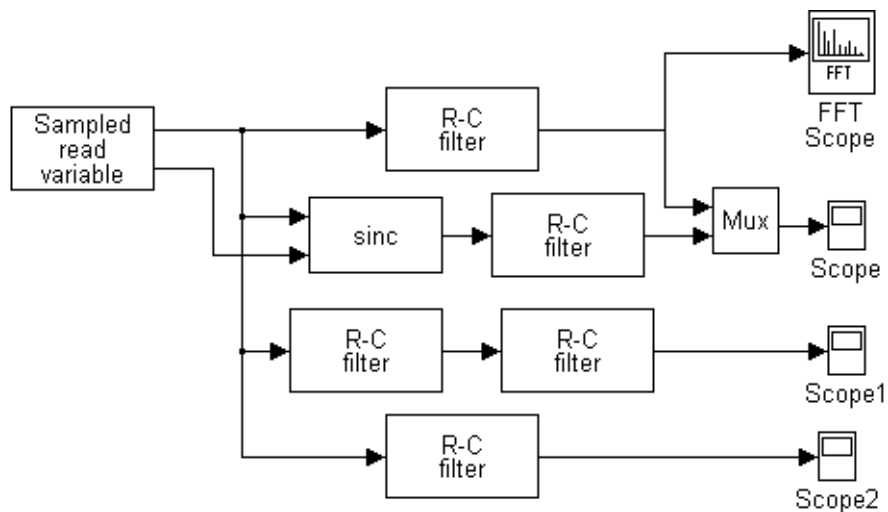 FFT
FFT
Scope
Sampled
read
variable
R-C
filter
sinc
R-C
filter
Mux
Scope
R-C
filter
R-C
filter
Scope1
R-C
filter
Scope2